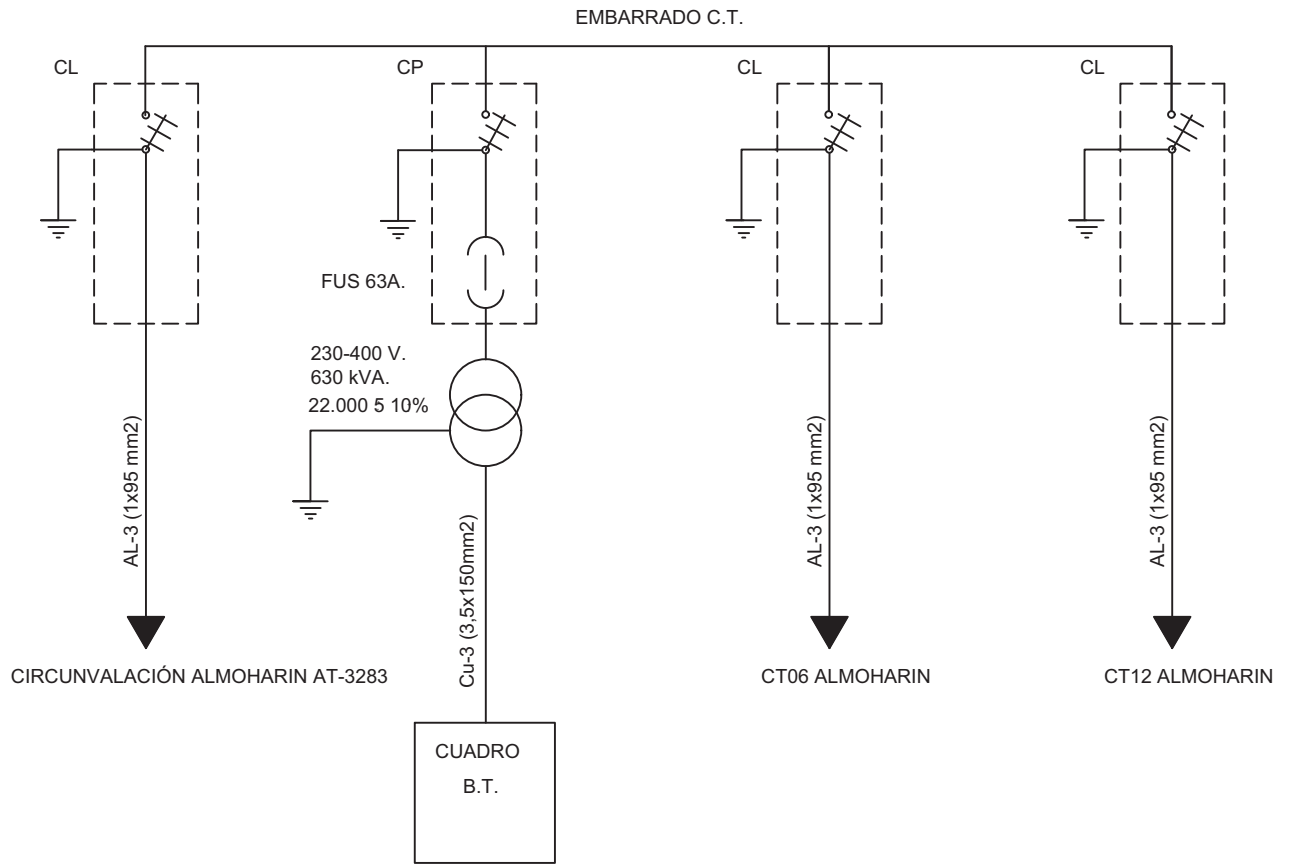 EMBARRADO C.T.
CL
CP
CL
CL
FUS 63A.
230-400 V.
630 kVA.
22.000 5 10%
AL-3 (1x95 mm2)
Cu-3 (3,5x150mm2)
AL-3 (1x95 mm2)
AL-3 (1x95 mm2)
CIRCUNVALACIÓN ALMOHARIN AT-3283
CT06 ALMOHARIN
CT12 ALMOHARIN
CUADRO
B.T.